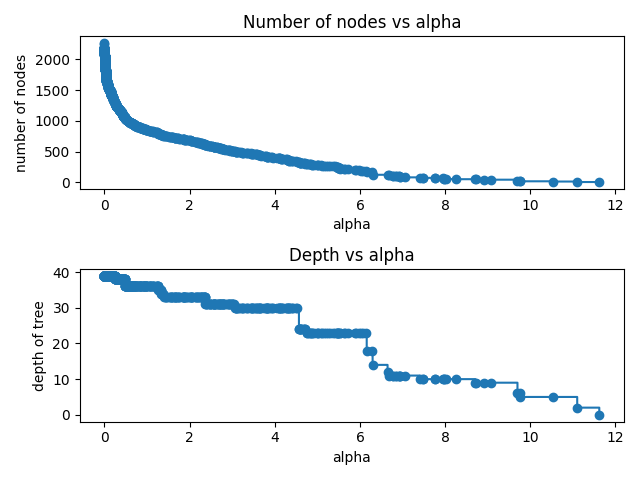 Number of nodes vs alpha
number of nodes
2000
1500
1000
500
0
0 2 4 6 8 10 12
alpha
Depth vs alpha
depth of tree
40
30
20
10
0
0 2 4 6 8 10 12
alpha